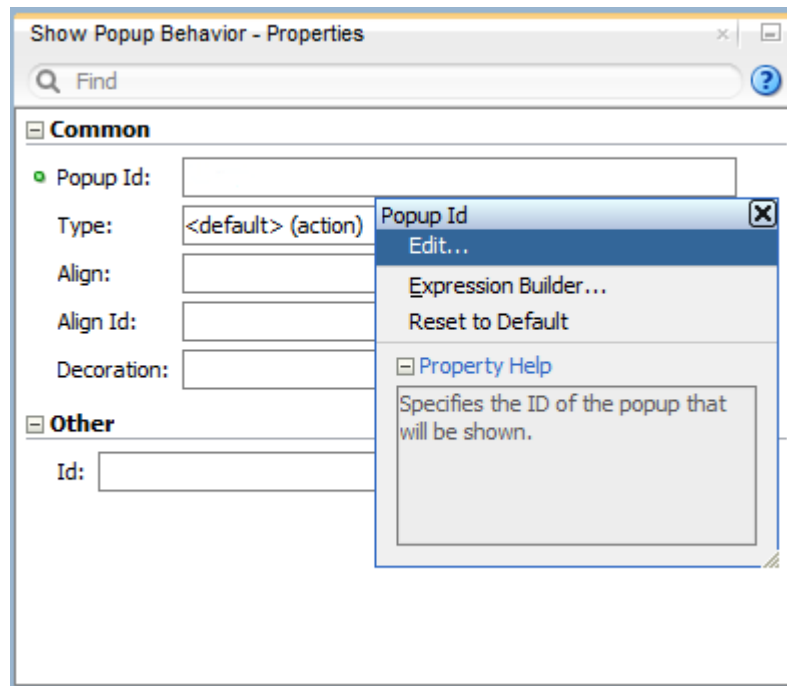 Show Popup Behavior - Properties
Find
Common
Popup Id:
Type: <default> (action)
Align:
Align Id:
Decoration:
Other
Id:
Popup Id
Edit...
Expression Builder...
Reset to Default
Property Help
Specifies the ID of the popup that
will be shown.